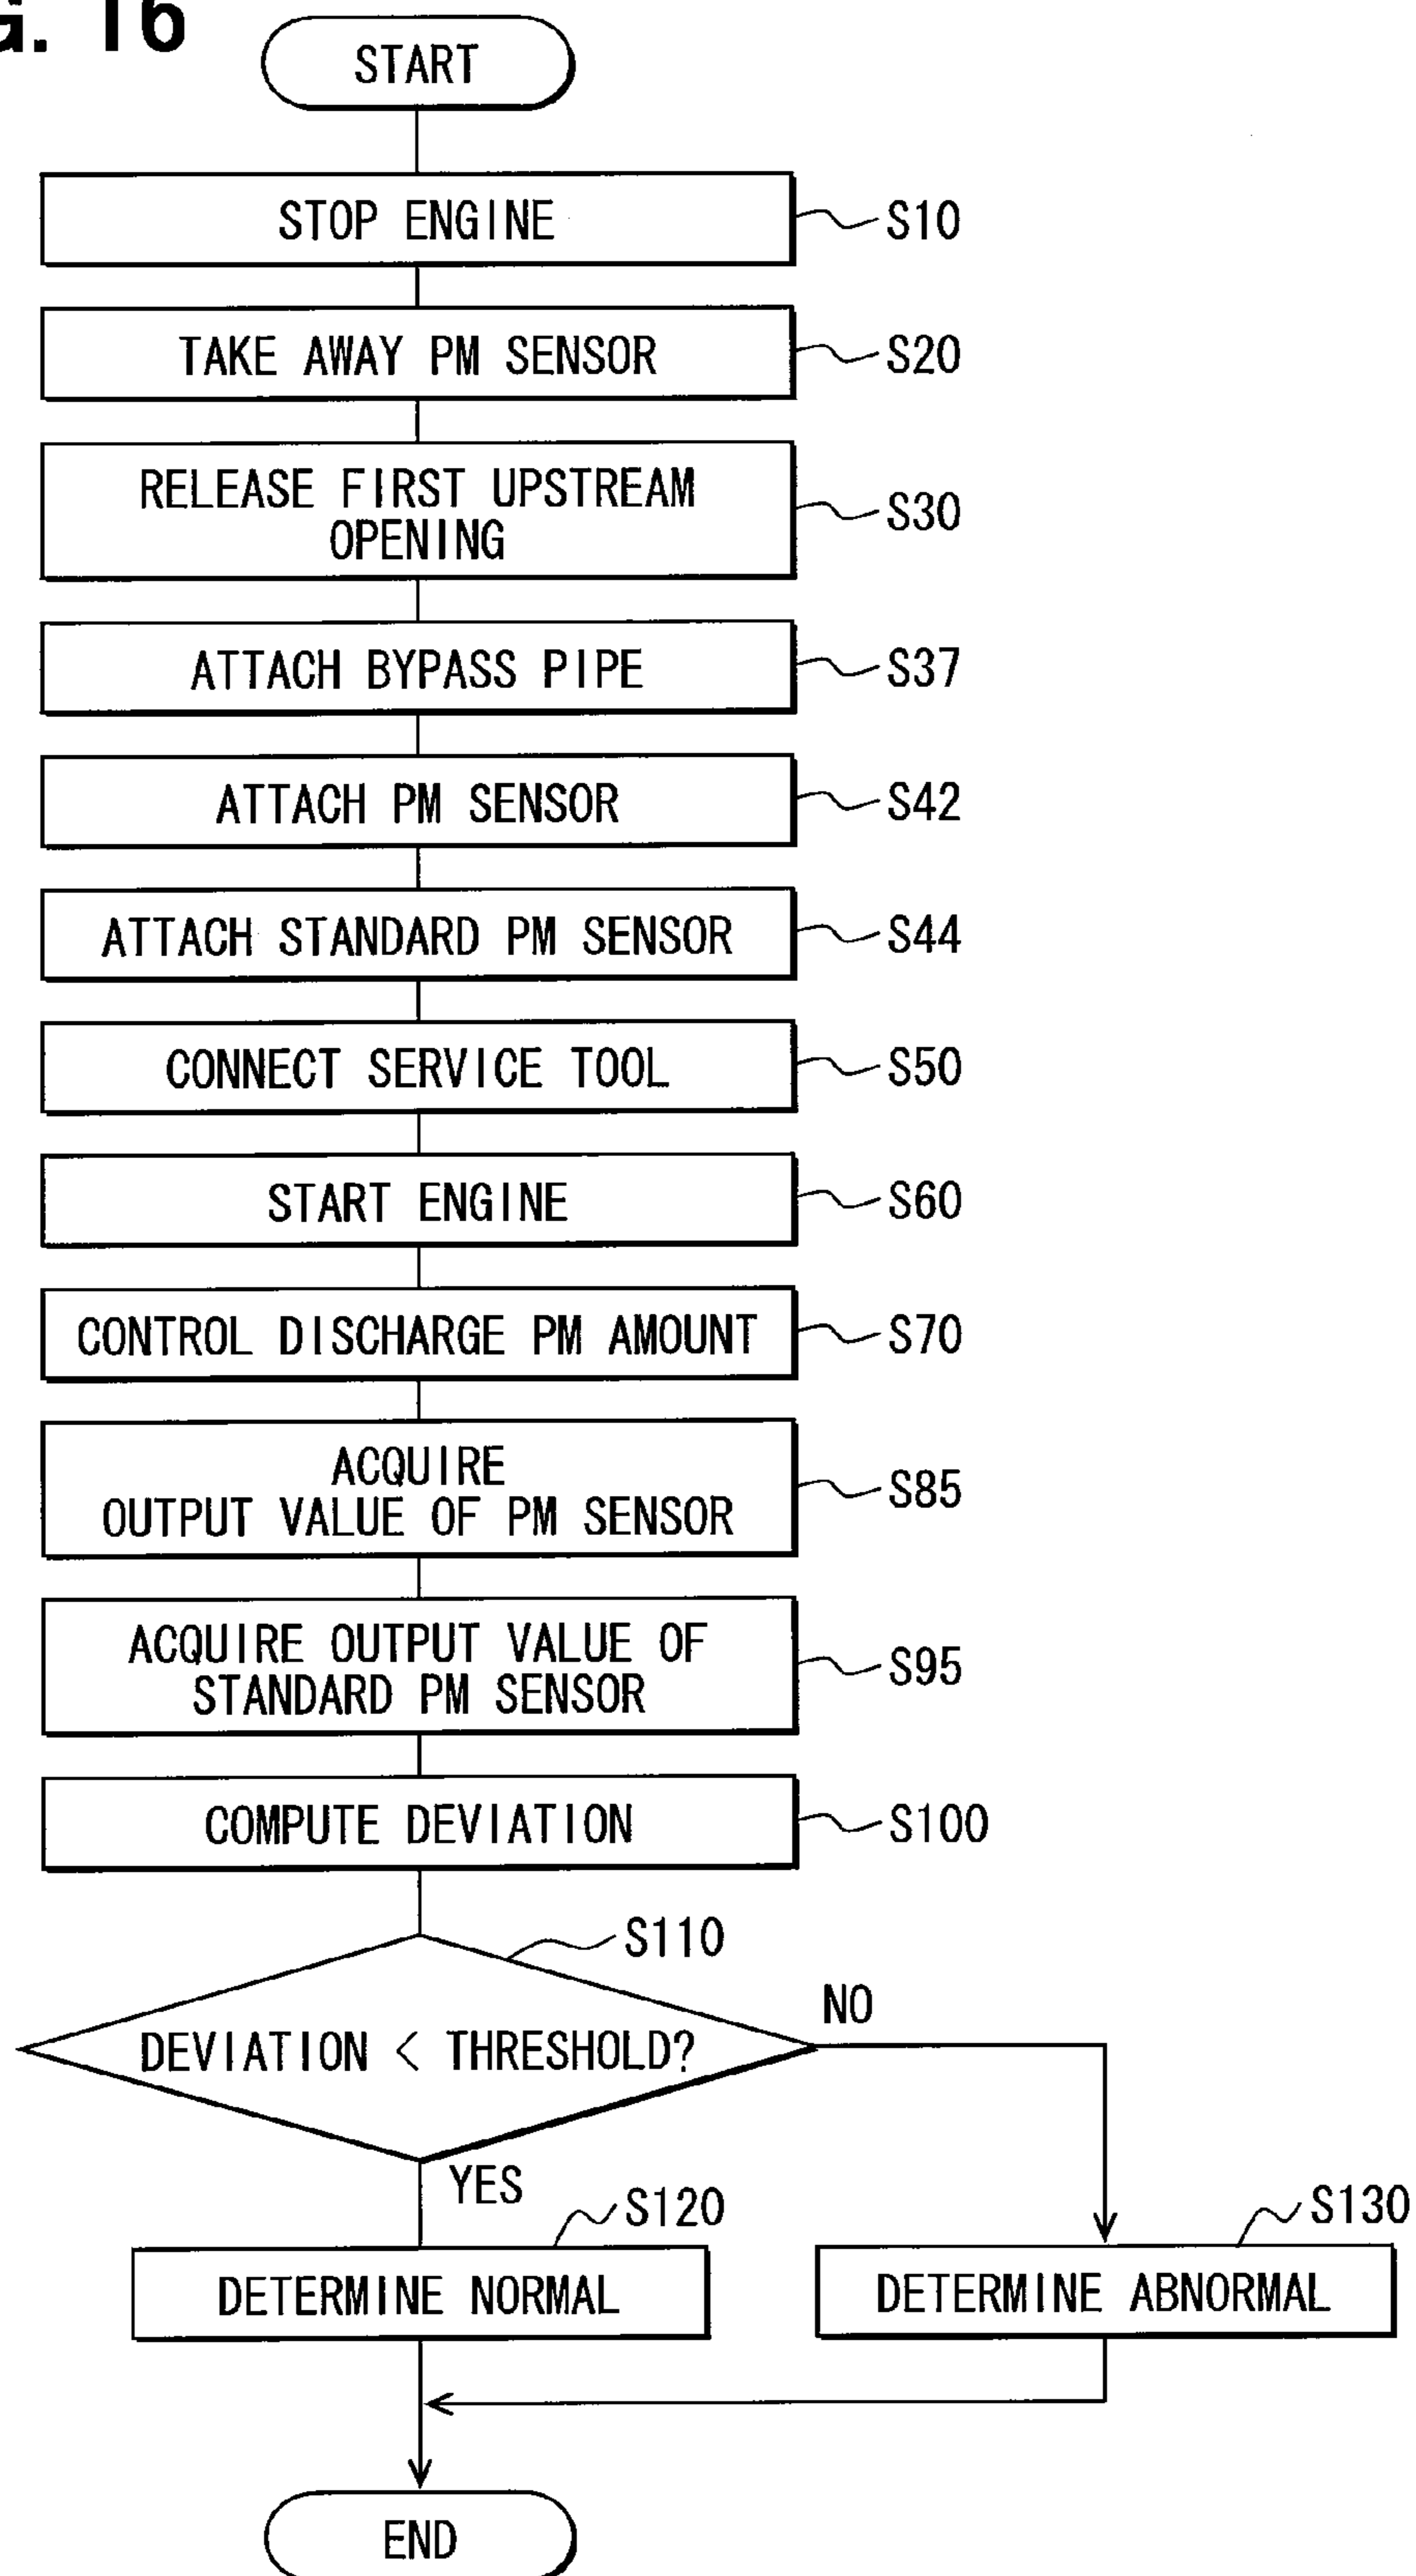 G. 16
START
STOP ENGINE
S10
TAKE AWAY PM SENSOR
S20
RELEASE FIRST UPSTREAM
OPENING
S30
ATTACH BYPASS PIPE
S37
ATTACH PM SENSOR
S42
ATTACH STANDARD PM SENSOR
S44
CONNECT SERVICE TOOL
S50
START ENGINE
S60
CONTROL DISCHARGE PM AMOUNT
S70
ACQUIRE
OUTPUT VALUE OF PM SENSOR
S85
ACQUIRE OUTPUT VALUE OF
STANDARD PM SENSOR
S95
COMPUTE DEVIATION
S100
S110
DEVIATION < THRESHOLD?
NO
YES
S120
DETERMINE NORMAL
S130
DETERMINE ABNORMAL
END